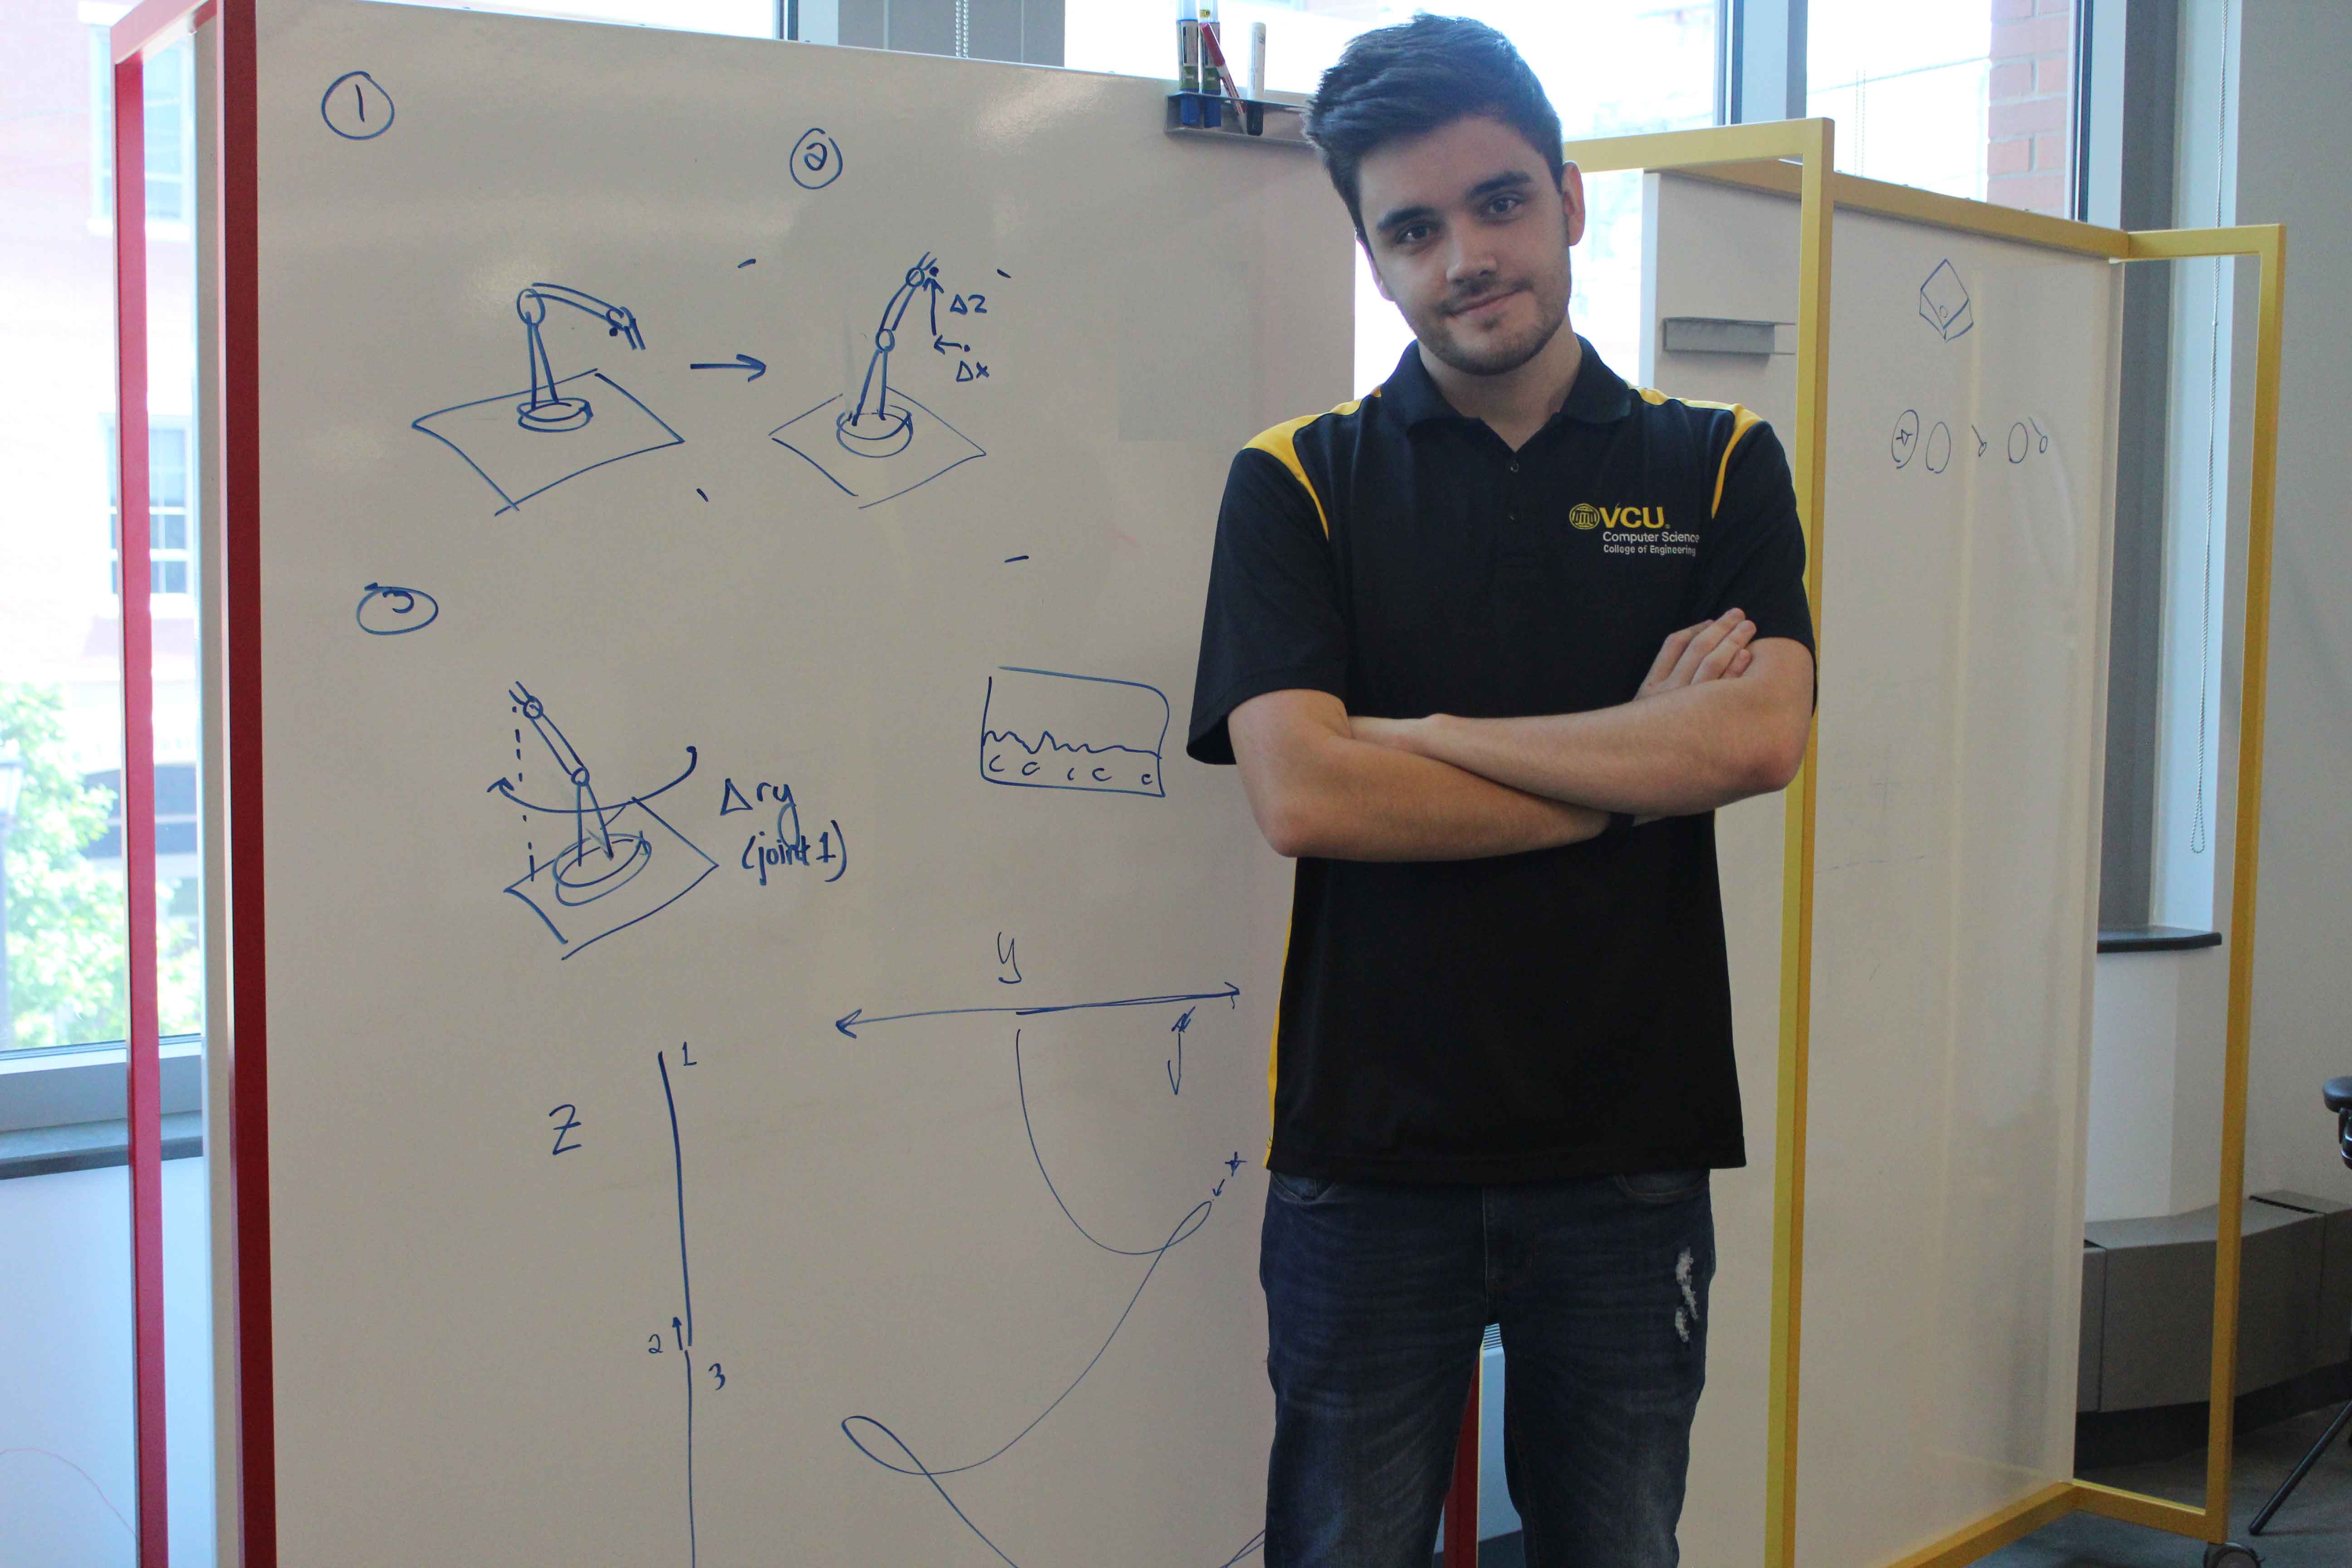 1
2
ΔZ
Δx
3
Δry
(joint 1)
y
1
Z
2
3
VCU
Computer Science
College of Engineering